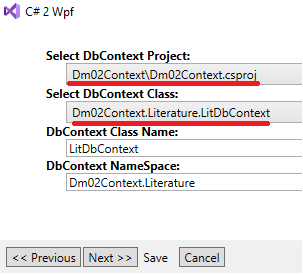 C# 2 Wpf
Select DbContext Project:
Dm02Context\Dm02Context.csproj
Select DbContext Class:
Dm02Context.Literature.LitDbContext
DbContext Class Name:
LitDbContext
DbContext NameSpace:
Dm02Context.Literature
<< Previous Next >> Save Cancel